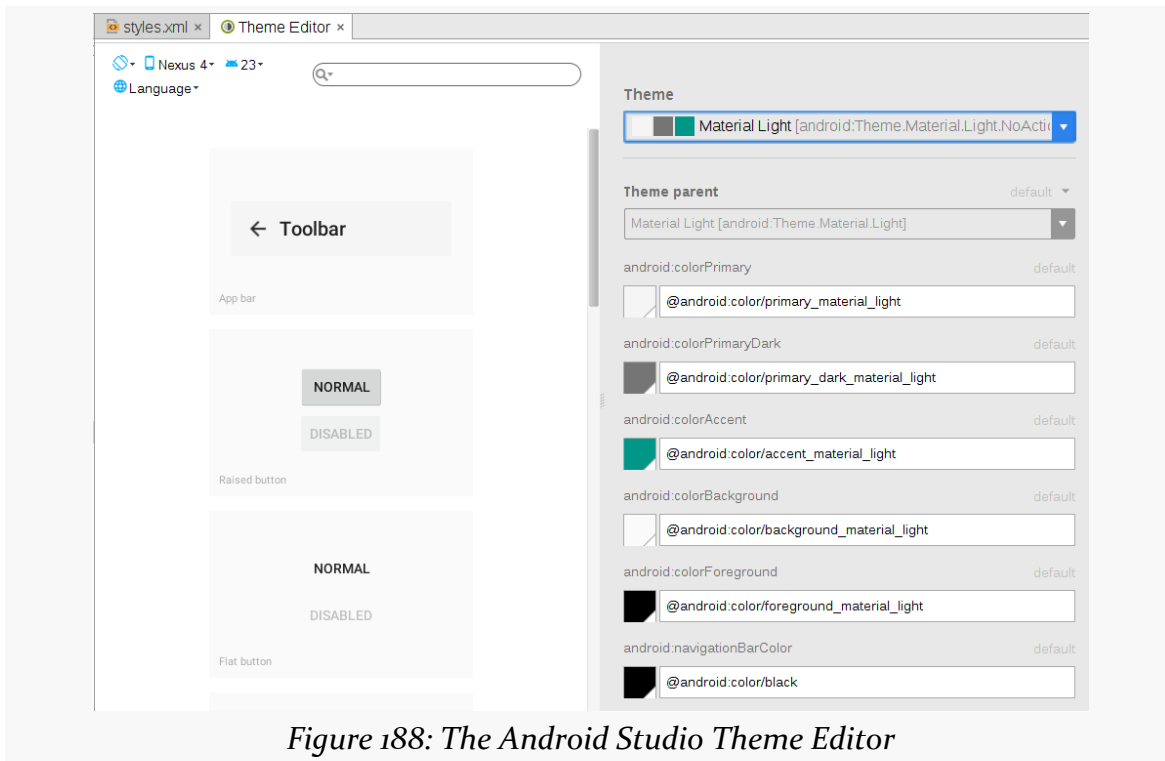 styles.xml ×
Theme Editor ×
Nexus 4
23
Language
Toolbar
App bar
NORMAL
DISABLED
Raised button
NORMAL
DISABLED
Flat button
Theme
Material Light [android:Theme.Material.Light.NoActi
Theme parent default
Material Light [android:Theme.Material.Light]
android:colorPrimary default
@android:color/primary_material_light
android:colorPrimaryDark default
@android:color/primary_dark_material_light
android:colorAccent default
@android:color/accent_material_light
android:colorBackground default
@android:color/background_material_light
android:colorForeground default
@android:color/foreground_material_light
android:navigationBarColor default
@android:color/black
Figure 188: The Android Studio Theme Editor